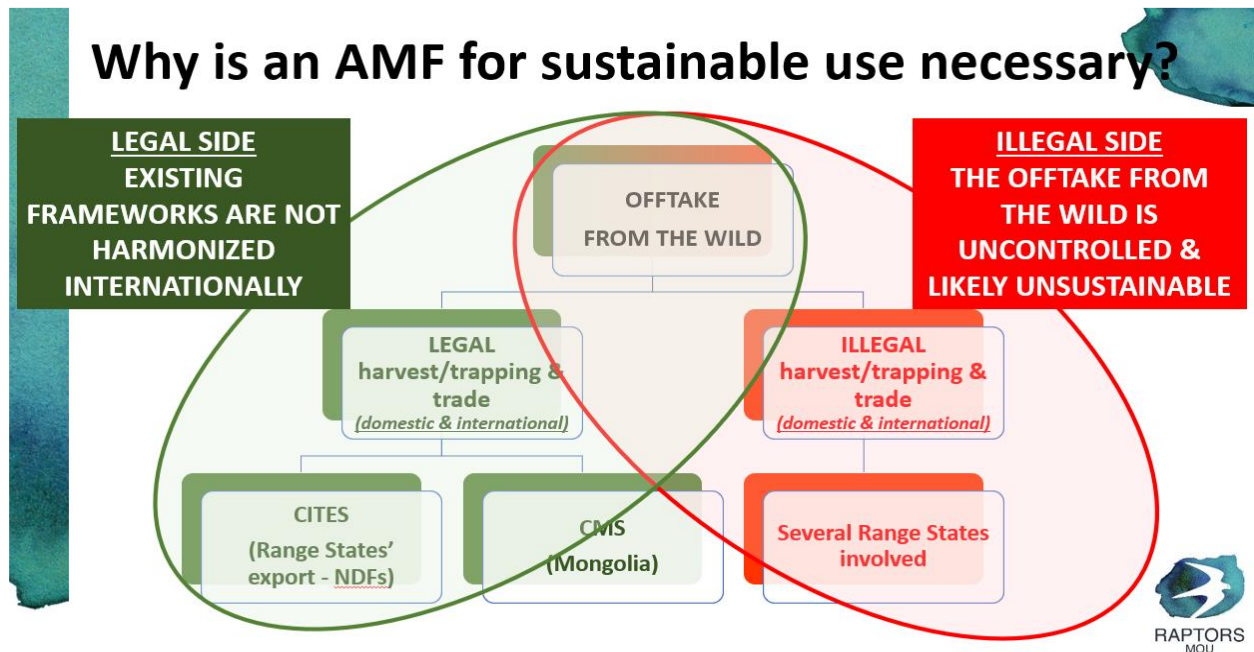 Why is an AMF for sustainable use necessary?
LEGAL SIDE
EXISTING
FRAMEWORKS ARE NOT
HARMONIZED
INTERNATIONALLY
ILLEGAL SIDE
THE OFFTAKE FROM
THE WILD IS
UNCONTROLLED &
LIKELY UNSUSTAINABLE
OFFTAKE
FROM THE WILD
LEGAL
harvest/trapping &
trade
(domestic & international)
ILLEGAL
harvest/trapping &
trade
(domestic & international)
CITES
(Range States’
export - NDFs)
CMS
(Mongolia)
Several Range States
involved
RAPTORS
MOU